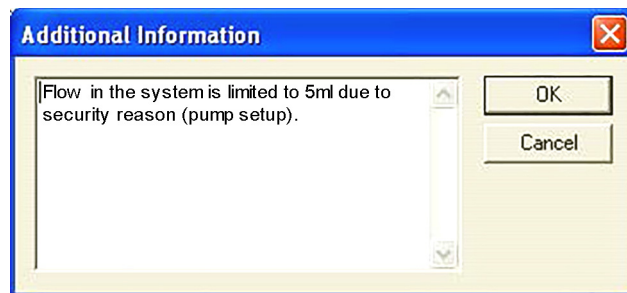 Additional Information
Flow in the system is limited to 5ml due to
security reason (pump setup).
OK
Cancel